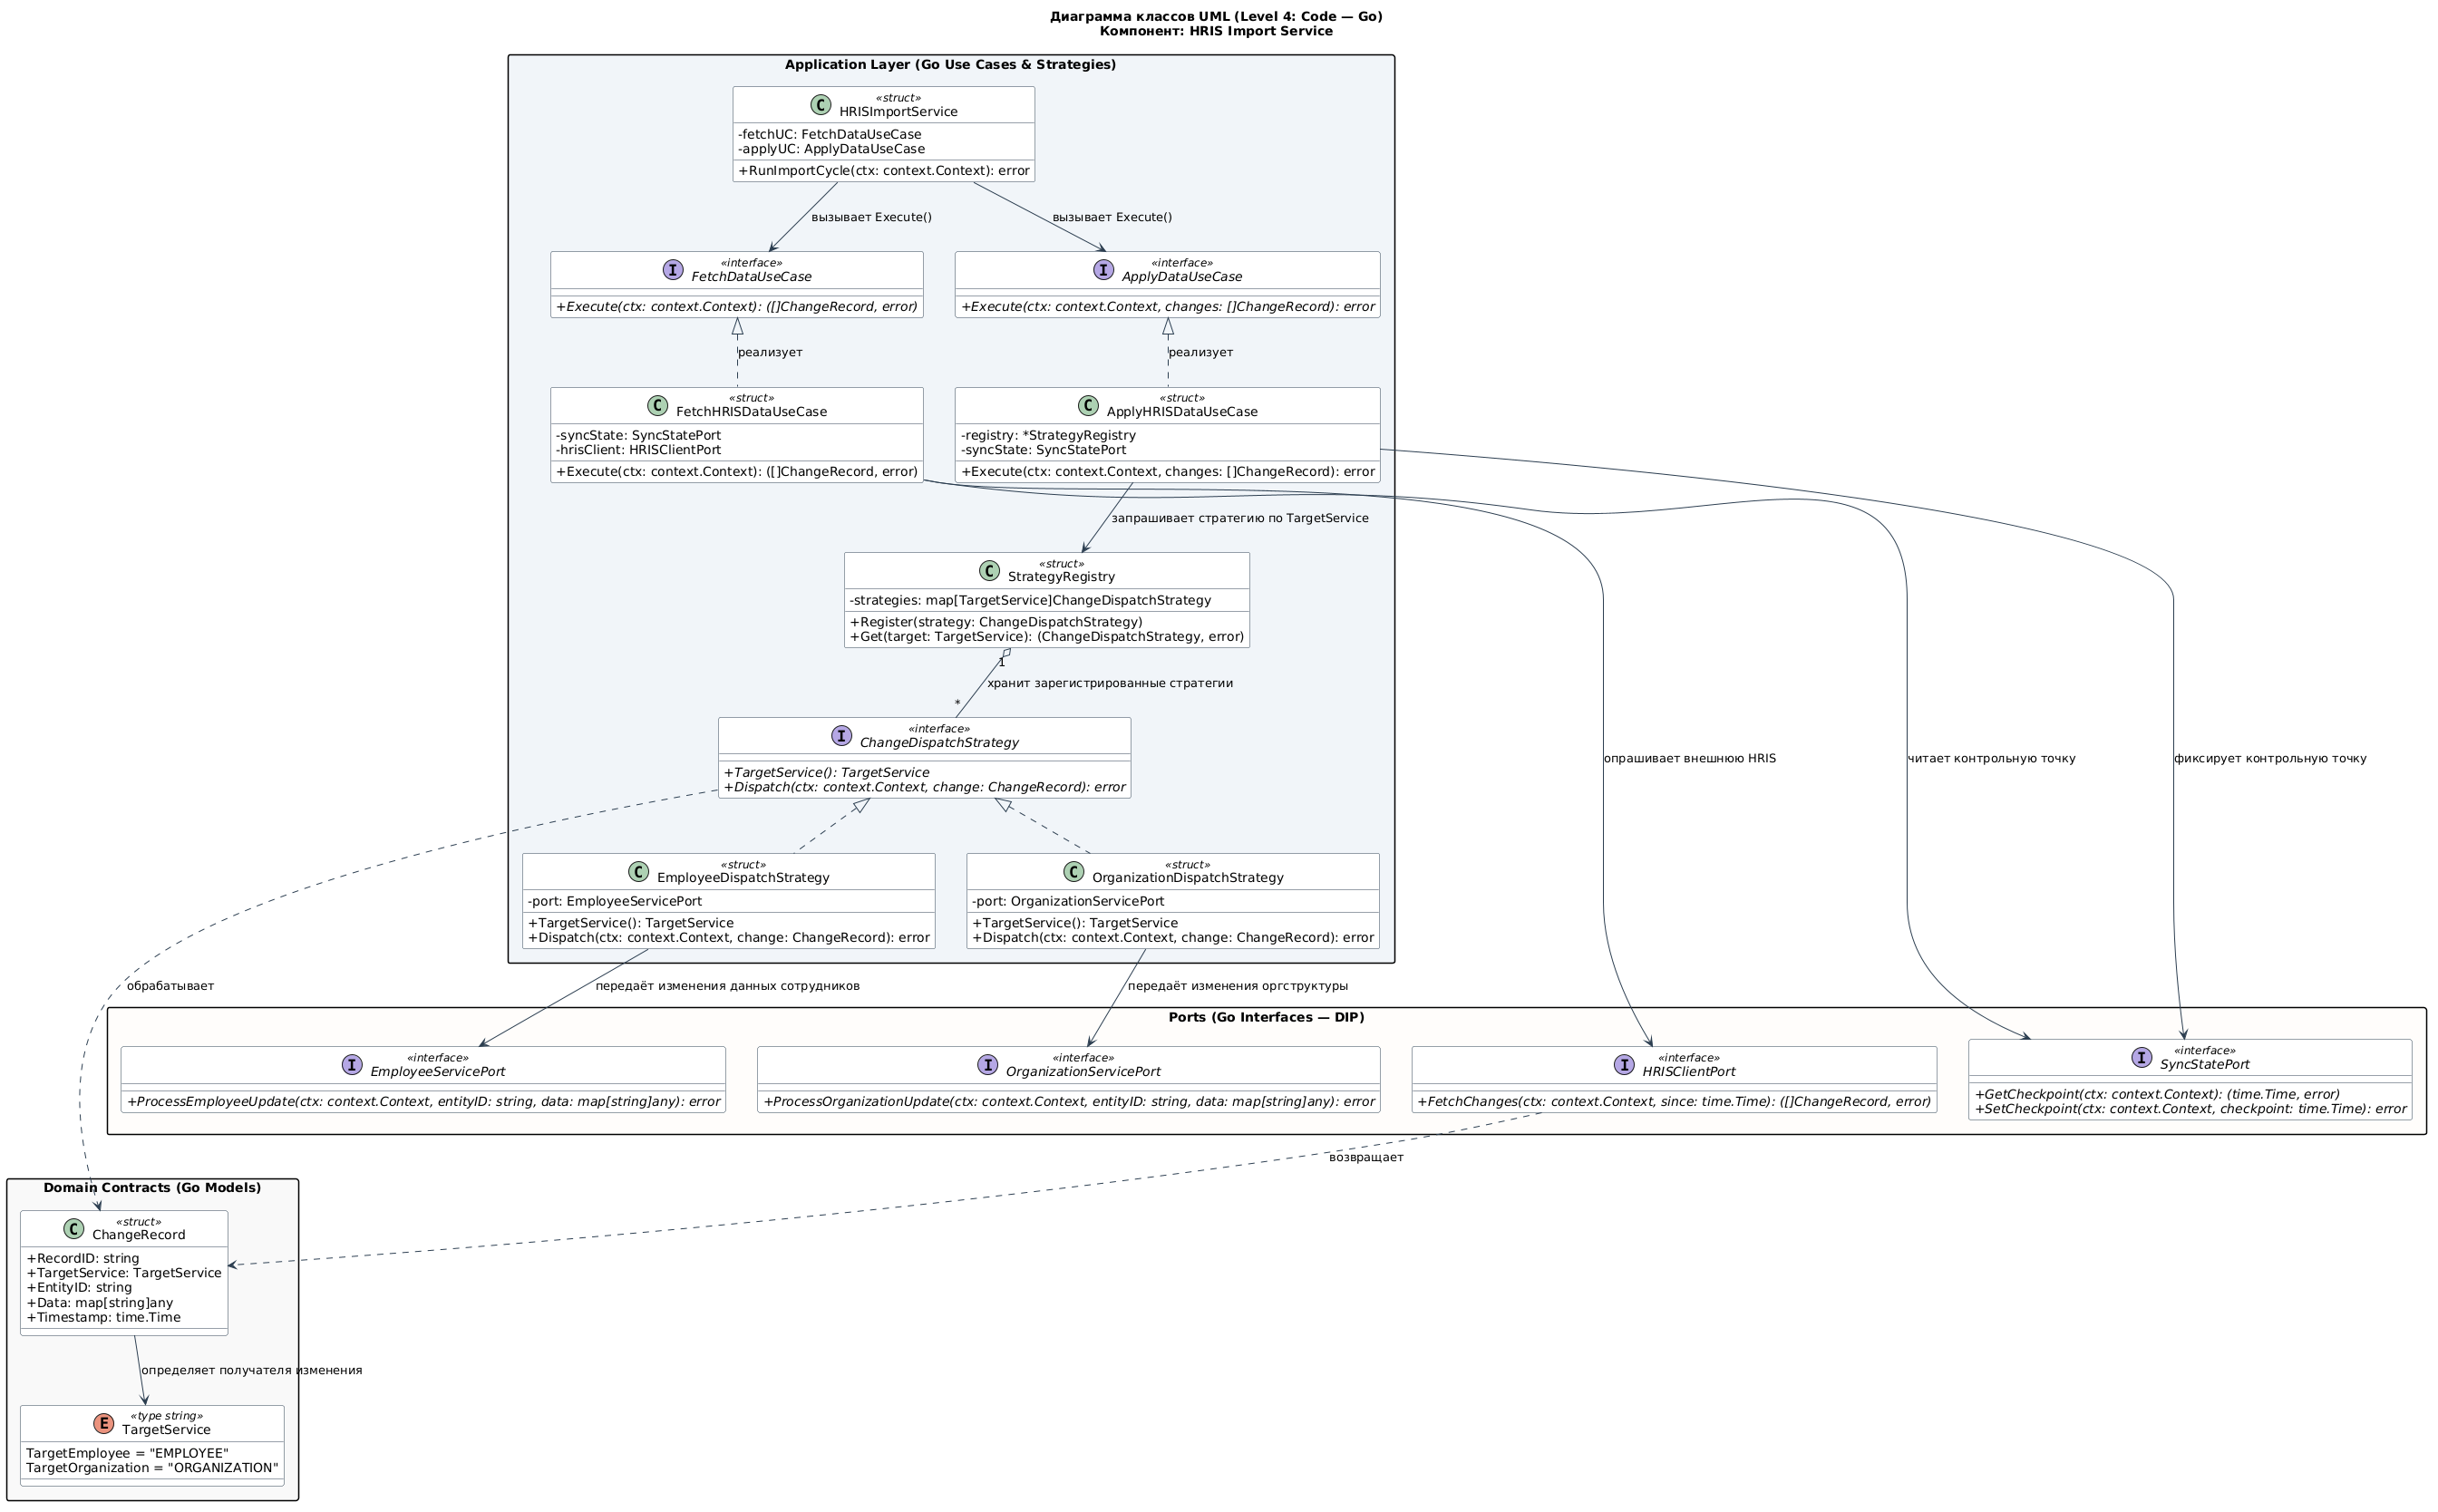 Диаграмма классов UML (Level 4: Code — Go)
Компонент: HRIS Import Service
Application Layer (Go Use Cases & Strategies)
C
«struct»
HRISImportService
-fetchUC: FetchDataUseCase
-applyUC: ApplyDataUseCase
+RunImportCycle(ctx: context.Context): error
вызывает Execute()
вызывает Execute()
I
«interface»
FetchDataUseCase
+Execute(ctx: context.Context): ([]ChangeRecord, error)
I
«interface»
ApplyDataUseCase
+Execute(ctx: context.Context, changes: []ChangeRecord): error
реализует
реализует
C
«struct»
FetchHRISDataUseCase
-syncState: SyncStatePort
-hrisClient: HRISClientPort
+Execute(ctx: context.Context): ([]ChangeRecord, error)
C
«struct»
ApplyHRISDataUseCase
-registry: *StrategyRegistry
-syncState: SyncStatePort
+Execute(ctx: context.Context, changes: []ChangeRecord): error
запрашивает стратегию по TargetService
C
«struct»
StrategyRegistry
-strategies: map[TargetService]ChangeDispatchStrategy
+Register(strategy: ChangeDispatchStrategy)
+Get(target: TargetService): (ChangeDispatchStrategy, error)
1
хранит зарегистрированные стратегии
*
I
«interface»
ChangeDispatchStrategy
+TargetService(): TargetService
+Dispatch(ctx: context.Context, change: ChangeRecord): error
опрашивает внешнюю HRIS
читает контрольную точку
фиксирует контрольную точку
C
«struct»
EmployeeDispatchStrategy
-port: EmployeeServicePort
+TargetService(): TargetService
+Dispatch(ctx: context.Context, change: ChangeRecord): error
C
«struct»
OrganizationDispatchStrategy
-port: OrganizationServicePort
+TargetService(): TargetService
+Dispatch(ctx: context.Context, change: ChangeRecord): error
обрабатывает
передаёт изменения данных сотрудников
передаёт изменения оргструктуры
Ports (Go Interfaces — DIP)
I
«interface»
EmployeeServicePort
+ProcessEmployeeUpdate(ctx: context.Context, entityID: string, data: map[string]any): error
I
«interface»
OrganizationServicePort
+ProcessOrganizationUpdate(ctx: context.Context, entityID: string, data: map[string]any): error
I
«interface»
HRISClientPort
+FetchChanges(ctx: context.Context, since: time.Time): ([]ChangeRecord, error)
I
«interface»
SyncStatePort
+GetCheckpoint(ctx: context.Context): (time.Time, error)
+SetCheckpoint(ctx: context.Context, checkpoint: time.Time): error
возвращает
Domain Contracts (Go Models)
C
«struct»
ChangeRecord
+RecordID: string
+TargetService: TargetService
+EntityID: string
+Data: map[string]any
+Timestamp: time.Time
определяет получателя изменения
E
«type string»
TargetService
TargetEmployee = "EMPLOYEE"
TargetOrganization = "ORGANIZATION"